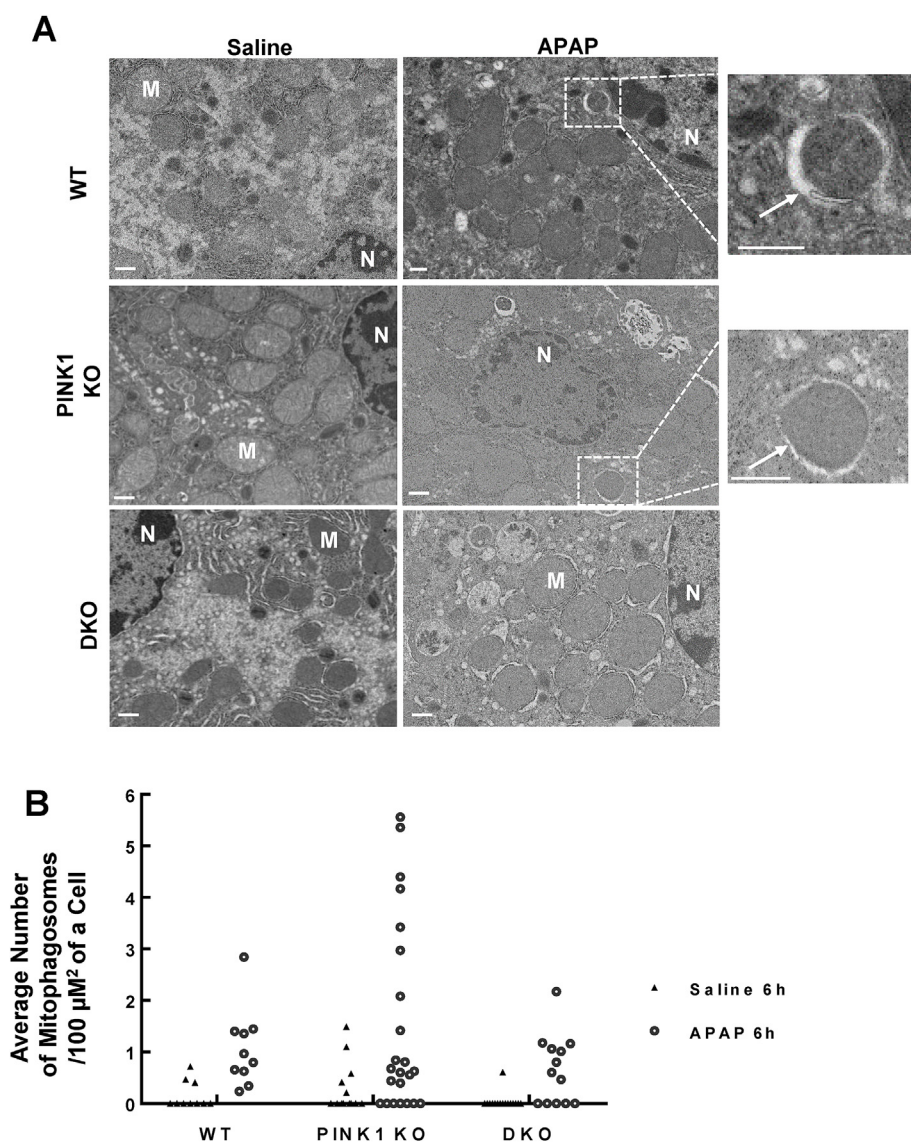 A
Saline
APAP
WT
M
N
N
PINK1
KO
N
M
N
DKO
N
M
M
N
B
Average Number
of Mitophagosomes
/100 µM² of a Cell
6
5
4
3
2
1
0
WT
PINK1 KO
DKO
Saline 6h
APAP 6h